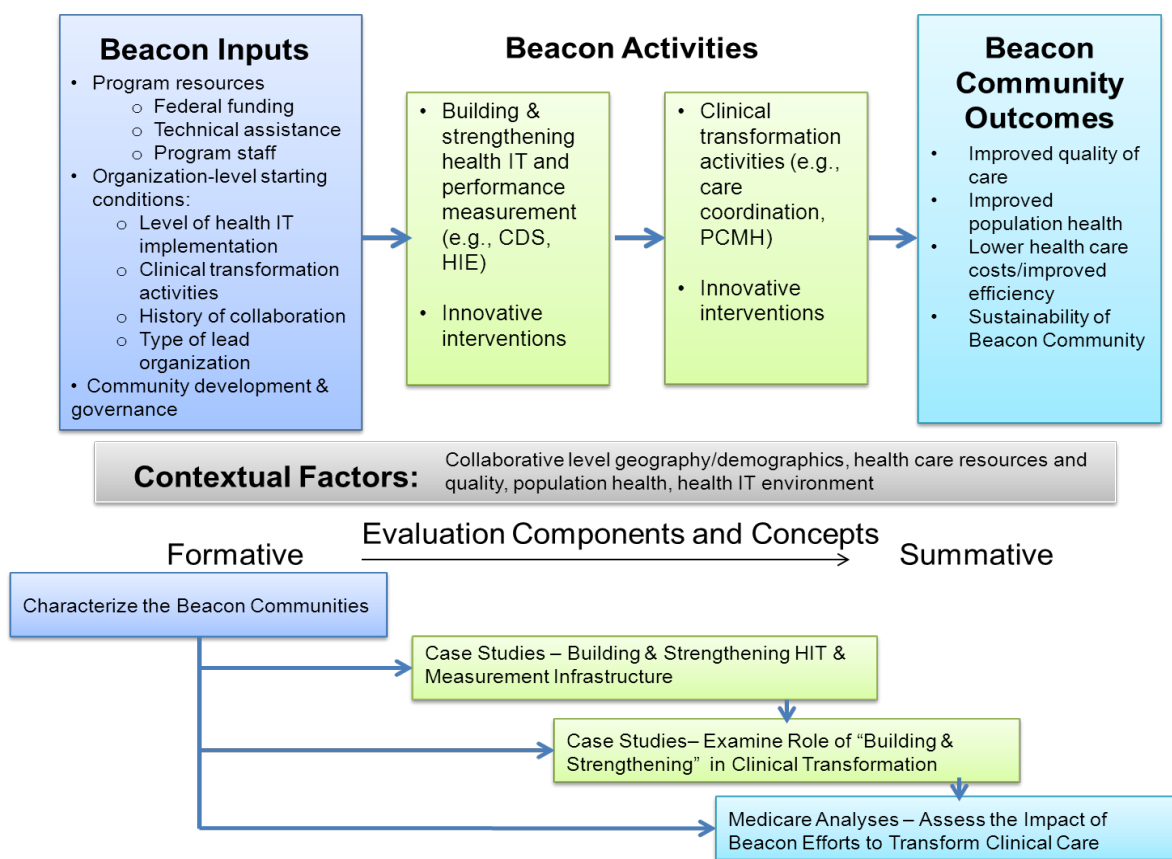 Beacon Inputs
• Program resources
o Federal funding
o Technical assistance
o Program staff
• Organization-level starting
conditions:
o Level of health IT
implementation
o Clinical transformation
activities
o History of collaboration
o Type of lead
organization
• Community development &
governance
Beacon Activities
• Building &
strengthening
health IT and
performance
measurement
(e.g., CDS,
HIE)
• Innovative
interventions
• Clinical
transformation
activities (e.g.,
care
coordination,
PCMH)
• Innovative
interventions
Beacon
Community
Outcomes
• Improved quality of
care
• Improved
population health
• Lower health care
costs/improved
efficiency
• Sustainability of
Beacon Community
Contextual Factors:
Collaborative level geography/demographics, health care resources and
quality, population health, health IT environment
Evaluation Components and Concepts
Formative
Summative
Characterize the Beacon Communities
Case Studies – Building & Strengthening HIT &
Measurement Infrastructure
Case Studies– Examine Role of “Building &
Strengthening” in Clinical Transformation
Medicare Analyses – Assess the Impact of
Beacon Efforts to Transform Clinical Care